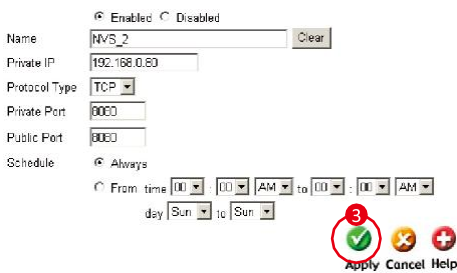 Enabled Disabled
Name NVS_2 Clear
Private IP 192.168.0.80
Protocol Type TCP
Private Port 8080
Public Port 8080
Schedule Always
From time 00 : 00 AM to 00 : 00 AM
day Sun to Sun
3
Apply Cancel Help